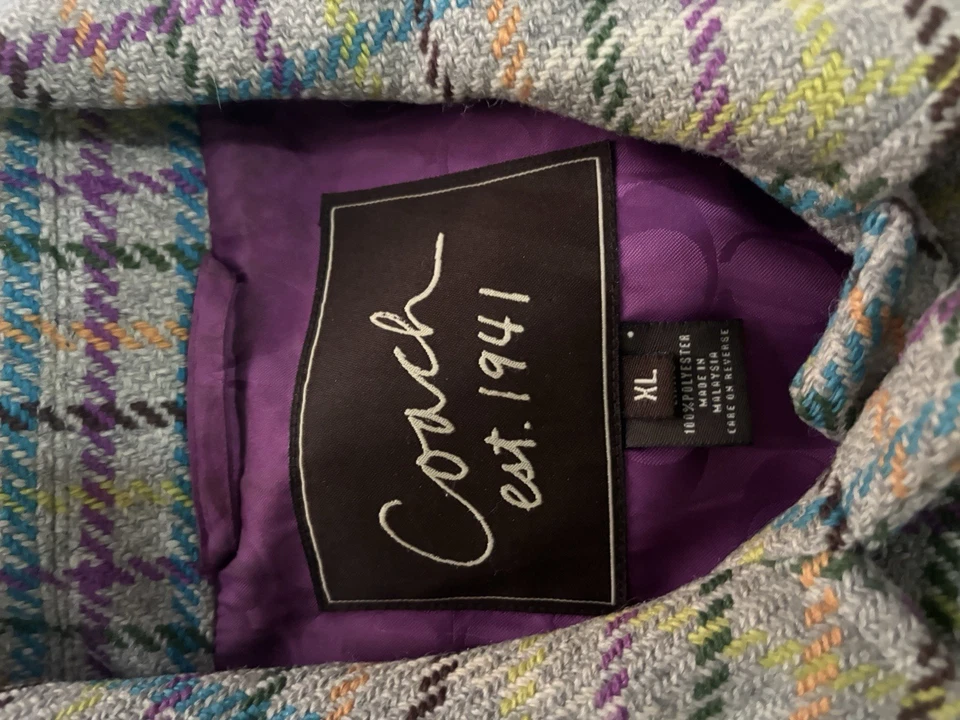 Coach
est. 1941
XL
100% POLYESTER
MADE IN
MALAYSIA
CARE ON REVERSE